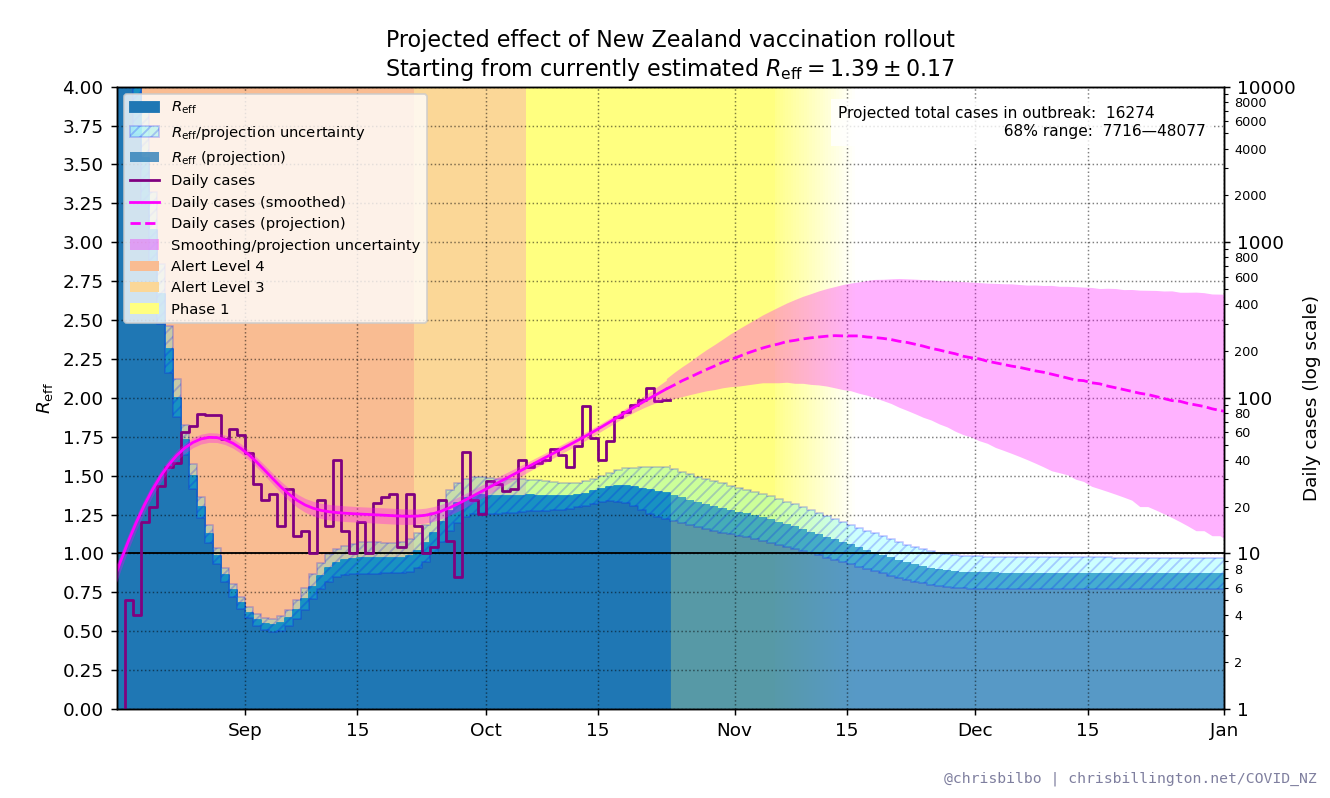 Projected effect of New Zealand vaccination rollout
Starting from currently estimated Reff = 1.39 ± 0.17
Projected total cases in outbreak: 16274
68% range: 7716—48077
Reff
Reff/projection uncertainty
Reff (projection)
Daily cases
Daily cases (smoothed)
Daily cases (projection)
Smoothing/projection uncertainty
Alert Level 4
Alert Level 3
Phase 1
Reff
4.00
3.75
3.50
3.25
3.00
2.75
2.50
2.25
2.00
1.75
1.50
1.25
1.00
0.75
0.50
0.25
0.00
Sep
15
Oct
15
Nov
15
Dec
15
Jan
10000
8000
6000
4000
2000
1000
800
600
400
200
100
80
60
40
20
10
8
6
4
2
1
Daily cases (log scale)
@chrisbilbo | chrisbillington.net/COVID_NZ